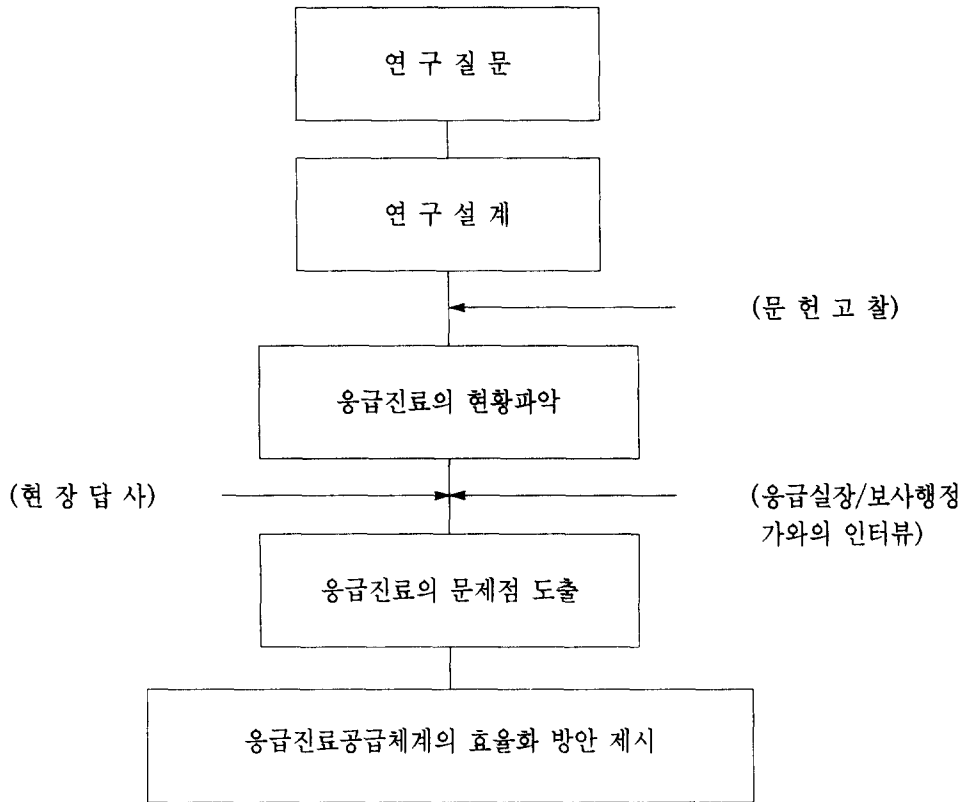 연 구 질 문
연 구 설 계
(문 헌 고 찰)
응급진료의 현황파악
(현 장 답 사)
(응급실장/보사행정
가와의 인터뷰)
응급진료의 문제점 도출
응급진료공급체계의 효율화 방안 제시